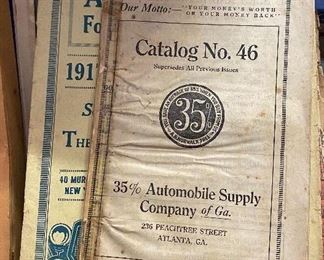 Our Motto:— "YOUR MONEY'S WORTH
OR YOUR MONEY BACK"
Catalog No. 46
Supersedes All Previous Issues
35%
35% Automobile Supply
Company of Ga.
236 PEACHTREE STREET
ATLANTA, GA.
A
Fo
191
S
The
40 MUR
NEW